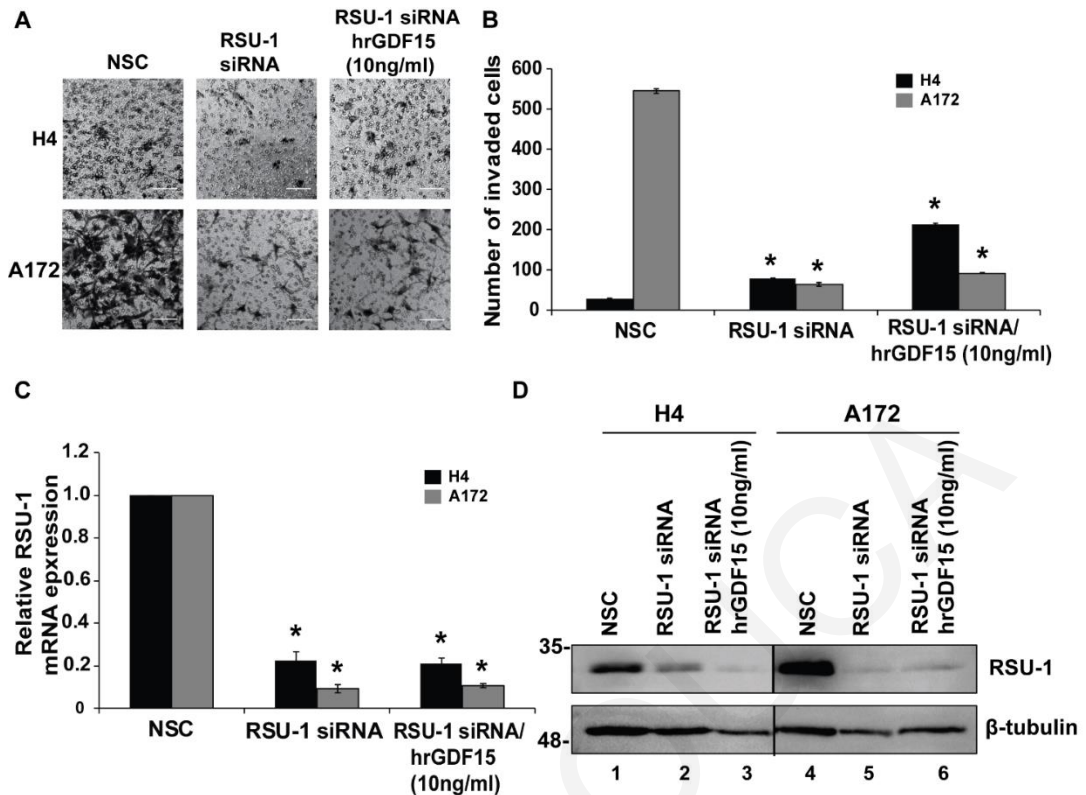 A
NSC
RSU-1
siRNA
RSU-1 siRNA
hrGDF15
(10ng/ml)
H4
A172
B
Number of invaded cells
600
500
400
300
200
100
0
H4
A172
*
*
*
*
NSC
RSU-1 siRNA
RSU-1 siRNA/
hrGDF15 (10ng/ml)
C
Relative RSU-1
mRNA epxression
1.2
1.0
0.8
0.6
0.4
0.2
0
H4
A172
*
*
*
*
NSC
RSU-1 siRNA
RSU-1 siRNA/
hrGDF15
(10ng/ml)
D
H4
A172
NSC
RSU-1 siRNA
RSU-1 siRNA
hrGDF15 (10ng/ml)
NSC
RSU-1 siRNA
RSU-1 siRNA
hrGDF15 (10ng/ml)
35-
RSU-1
48-
β-tubulin
1 2 3 4 5 6